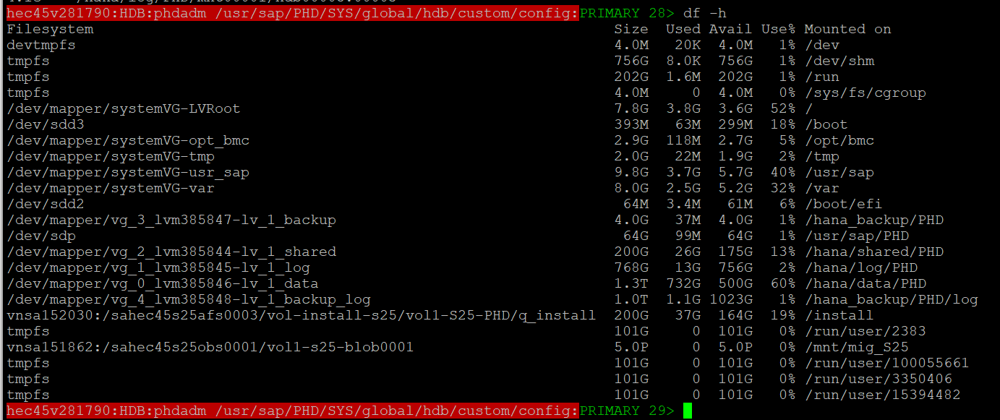 hec45v281790:HDB:phdadm /usr/sap/PHD/SYS/global/hdb/custom/config:PRIMARY 28> df -h
Filesystem Size Used Avail Use% Mounted on
devtmpfs 4.0M 20K 4.0M 1% /dev
tmpfs 756G 8.0K 756G 1% /dev/shm
tmpfs 202G 1.6M 202G 1% /run
tmpfs 4.0M 0 4.0M 0% /sys/fs/cgroup
/dev/mapper/systemVG-LVRoot 7.8G 3.8G 3.6G 52% /
/dev/sdd3 393M 63M 299M 18% /boot
/dev/mapper/systemVG-opt_bmc 2.9G 118M 2.7G 5% /opt/bmc
/dev/mapper/systemVG-tmp 2.0G 22M 1.9G 2% /tmp
/dev/mapper/systemVG-usr_sap 9.8G 3.7G 5.7G 40% /usr/sap
/dev/mapper/systemVG-var 8.0G 2.5G 5.2G 32% /var
/dev/sdd2 64M 3.4M 61M 6% /boot/efi
/dev/mapper/vg_3_lvm385847-lv_1_backup 4.0G 37M 4.0G 1% /hana_backup/PHD
/dev/sdp 64G 99M 64G 1% /usr/sap/PHD
/dev/mapper/vg_2_lvm385844-lv_1_shared 200G 26G 175G 13% /hana/shared/PHD
/dev/mapper/vg_1_lvm385845-lv_1_log 768G 13G 756G 2% /hana/log/PHD
/dev/mapper/vg_0_lvm385846-lv_1_data 1.3T 732G 500G 60% /hana/data/PHD
/dev/mapper/vg_4_lvm385848-lv_1_backup_log 1.0T 1.1G 1023G 1% /hana_backup/PHD/log
vnsa152030:/sahec45s25afs0003/vol-install-s25/vol1-S25-PHD/q_install 200G 37G 164G 19% /install
tmpfs 101G 0 101G 0% /run/user/2383
vnsa151862:/sahec45s25obs0001/vol1-s25-blob0001 5.0P 0 5.0P 0% /mnt/mig_S25
tmpfs 101G 0 101G 0% /run/user/100055661
tmpfs 101G 0 101G 0% /run/user/3350406
tmpfs 101G 0 101G 0% /run/user/15394482
hec45v281790:HDB:phdadm /usr/sap/PHD/SYS/global/hdb/custom/config:PRIMARY 29>